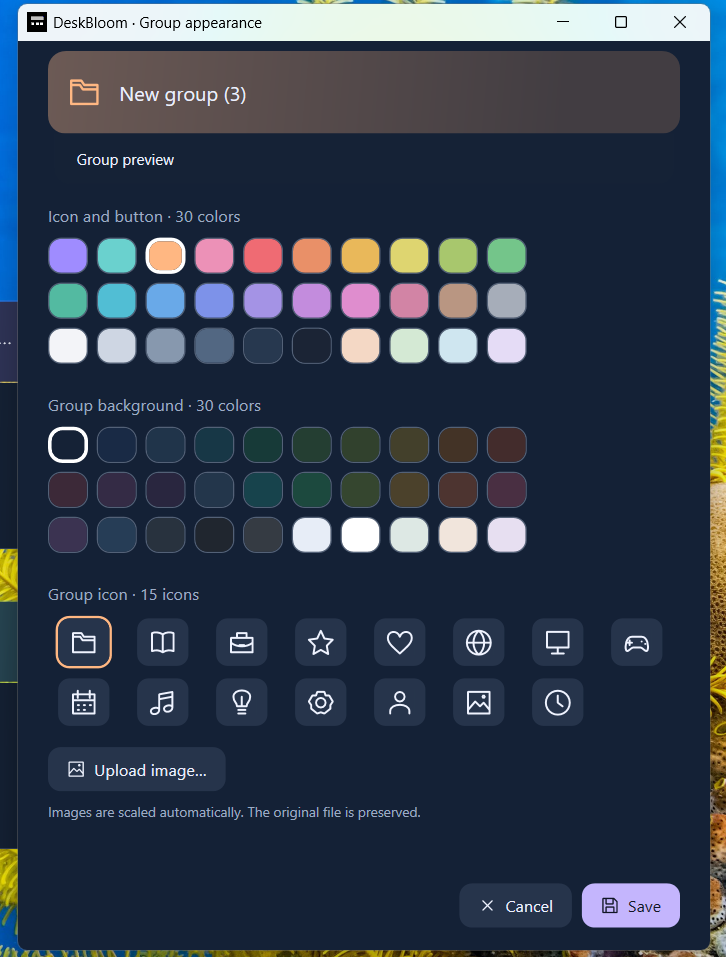 DeskBloom · Group appearance
New group (3)
Group preview
Icon and button · 30 colors
...
Group background · 30 colors
Group icon · 15 icons
Upload image...
Images are scaled automatically. The original file is preserved.
Cancel
Save